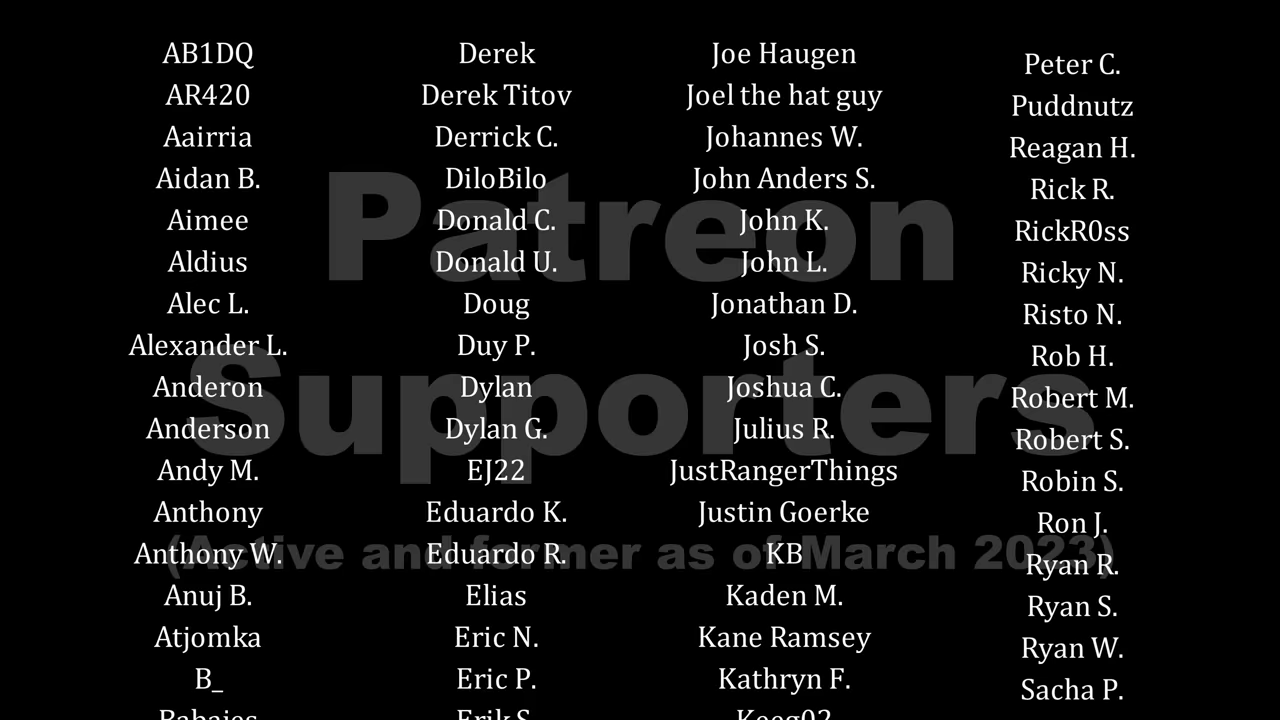 AB1DQ
AR420
Aairria
Aidan B.
Aimee
Aldius
Alec L.
Alexander L.
Anderon
Anderson
Andy M.
Anthony
Anthony W.
Anuj B.
Atjomka
B_
Derek
Derek Titov
Derrick C.
DiloBilo
Donald C.
Donald U.
Doug
Duy P.
Dylan
Dylan G.
EJ22
Eduardo K.
Eduardo R.
Elias
Eric N.
Eric P.
Erik S.
Joe Haugen
Joel the hat guy
Johannes W.
John Anders S.
John K.
John L.
Jonathan D.
Josh S.
Joshua C.
Julius R.
JustRangerThings
Justin Goerke
KB
Kaden M.
Kane Ramsey
Kathryn F.
Peter C.
Puddnutz
Reagan H.
Rick R.
RickR0ss
Ricky N.
Risto N.
Rob H.
Robert M.
Robert S.
Robin S.
Ron J.
Ryan R.
Ryan S.
Ryan W.
Sacha P.
Patreon
Supporters
(Active and former as of March 2023)